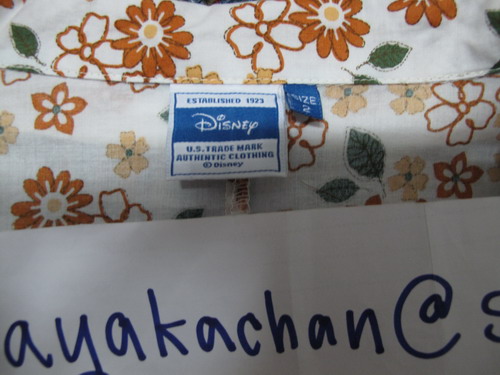 ESTABLISHED 1923
Disney
U.S. TRADE MARK
AUTHENTIC CLOTHING
© Disney
SIZE
ayakachan@s